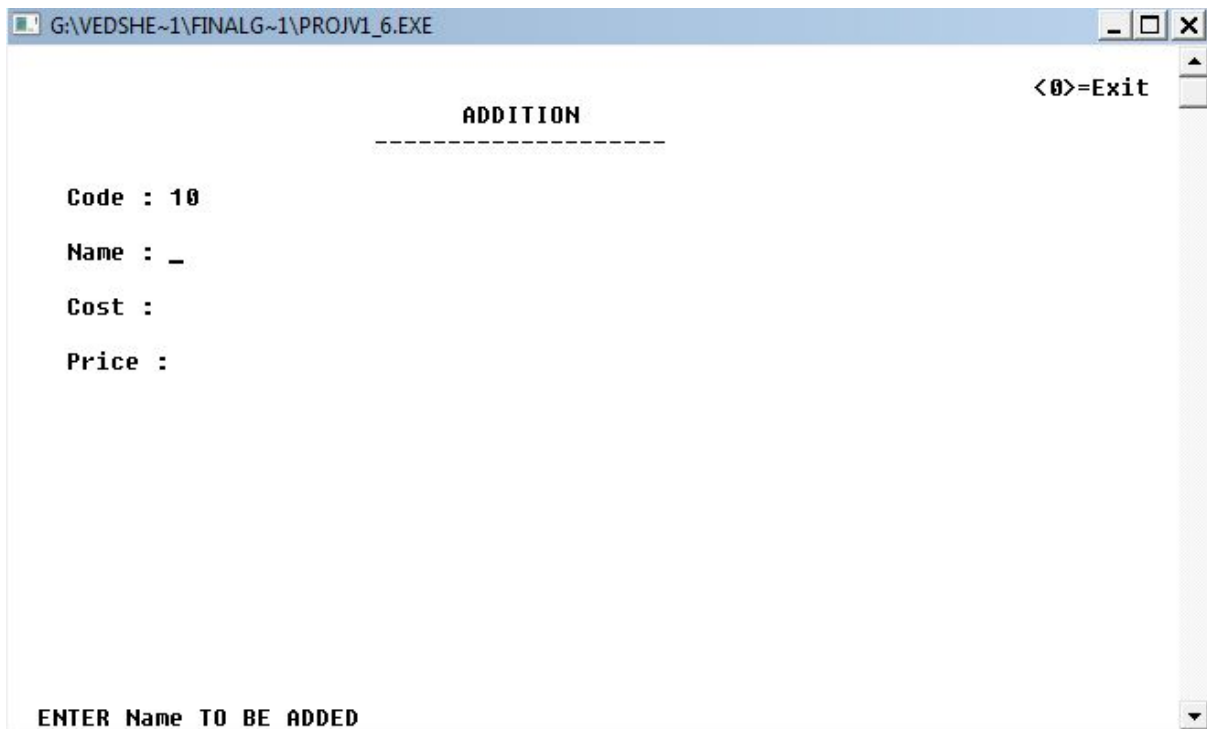 G:\VEDSHE~1\FINALG~1\PROJV1_6.EXE
<0>=Exit
ADDITION
--------------------
Code : 10
Name : _
Cost :
Price :
ENTER Name TO BE ADDED